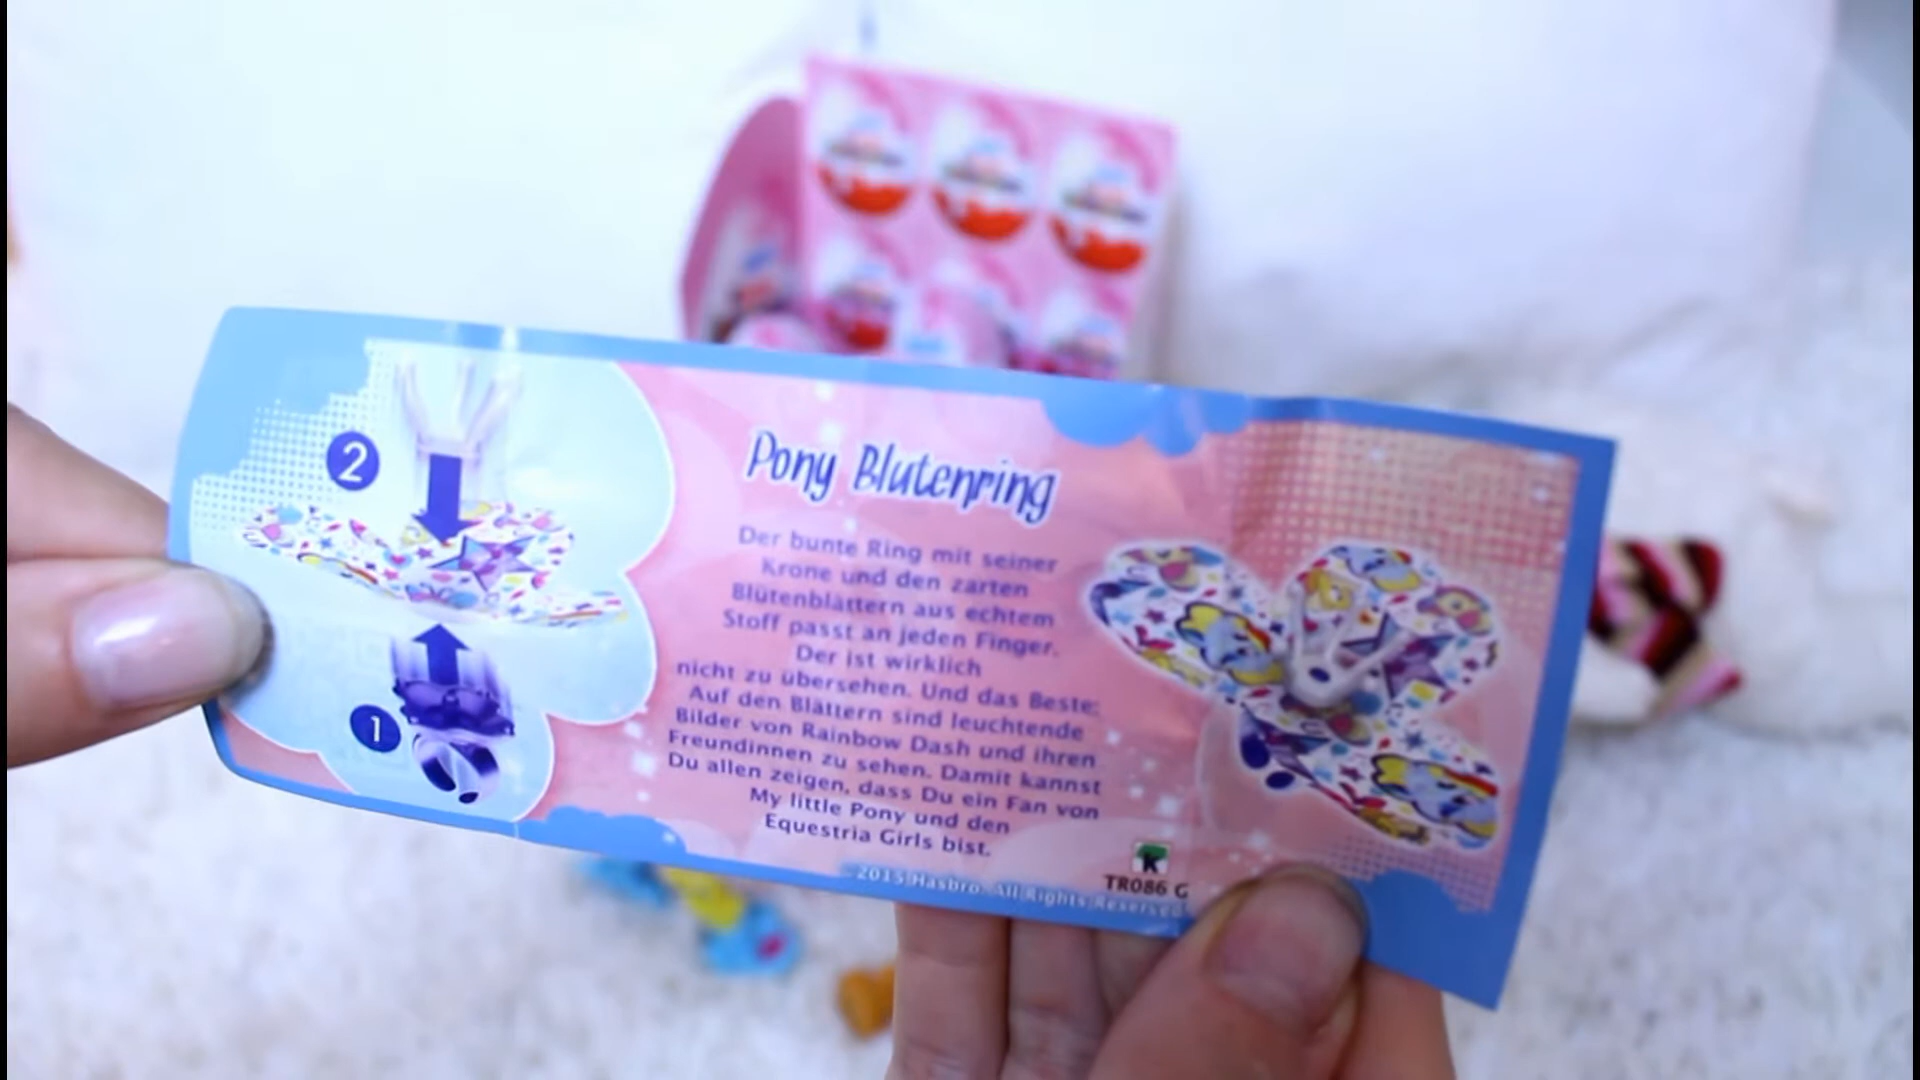 2
1
Pony Blutenring
Der bunte Ring mit seiner
Krone und den zarten
Blütenblättern aus echtem
Stoff passt an jeden Finger.
Der ist wirklich
nicht zu übersehen. Und das Beste:
Auf den Blättern sind leuchtende
Bilder von Rainbow Dash und ihren
Freundinnen zu sehen. Damit kannst
Du allen zeigen, dass Du ein Fan von
My little Pony und den
Equestria Girls bist.
K
TR086 G
2015 Hasbro. All Rights Reserved